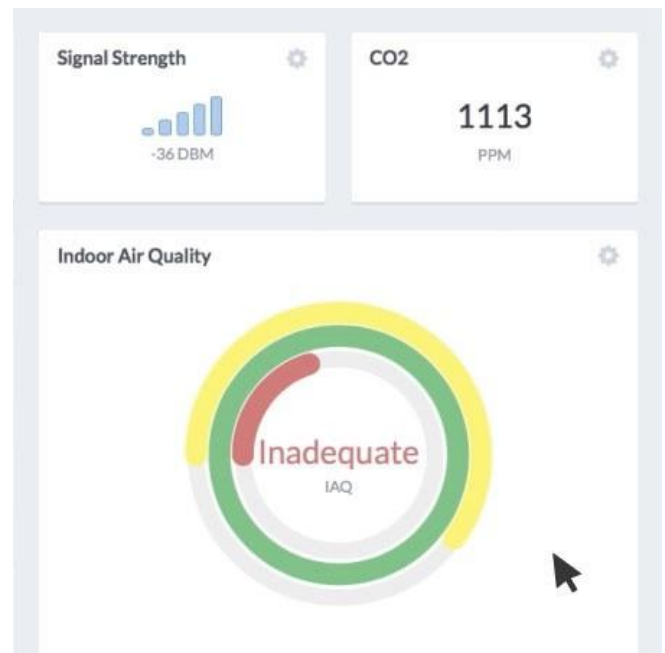 Signal Strength
-36 DBM
CO2
1113
PPM
Indoor Air Quality
Inadequate
IAQ